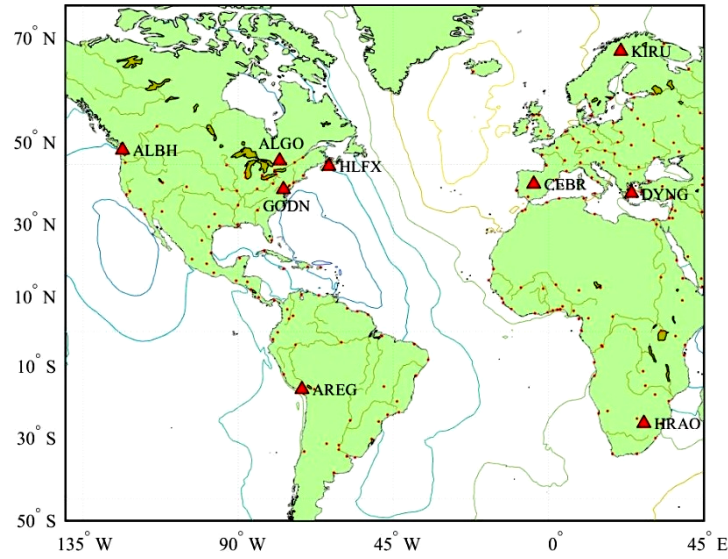 70° N
KIRU
50° N
ALBH
ALGO
HLFX
CEBR
DYNG
GODN
30° N
10° N
10° S
AREG
HRAO
30° S
50° S
135° W
90° W
45° W
0°
45° E